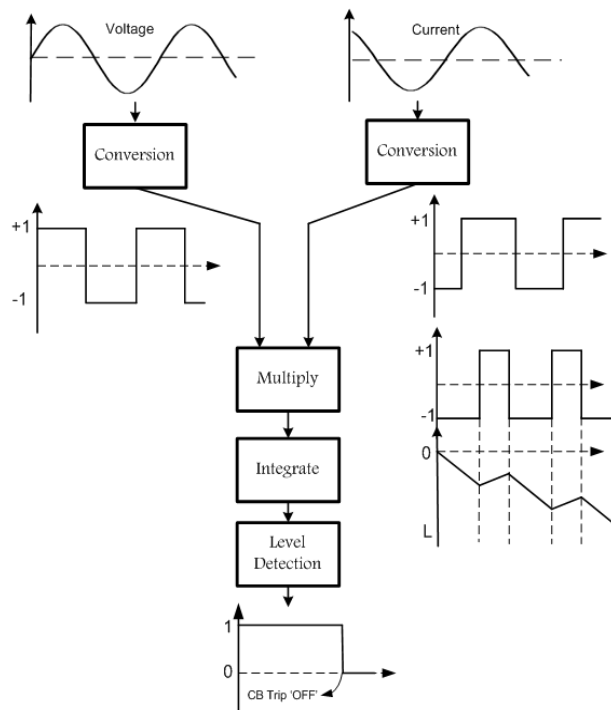 Voltage
Current
Conversion
Conversion
+1
-1
+1
-1
Multiply
+1
-1
Integrate
0
L
Level
Detection
1
0
CB Trip 'OFF'